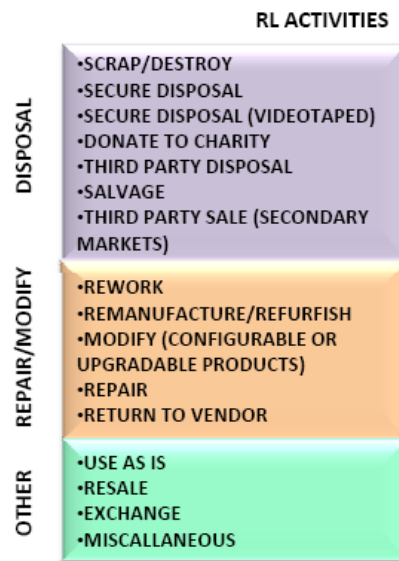 RL ACTIVITIES
DISPOSAL
•SCRAP/DESTROY
•SECURE DISPOSAL
•SECURE DISPOSAL (VIDEOTAPED)
•DONATE TO CHARITY
•THIRD PARTY DISPOSAL
•SALVAGE
•THIRD PARTY SALE (SECONDARY
MARKETS)
REPAIR/MODIFY
•REWORK
•REMANUFACTURE/REFURFISH
•MODIFY (CONFIGURABLE OR
UPGRADABLE PRODUCTS)
•REPAIR
•RETURN TO VENDOR
OTHER
•USE AS IS
•RESALE
•EXCHANGE
•MISCALLANEOUS